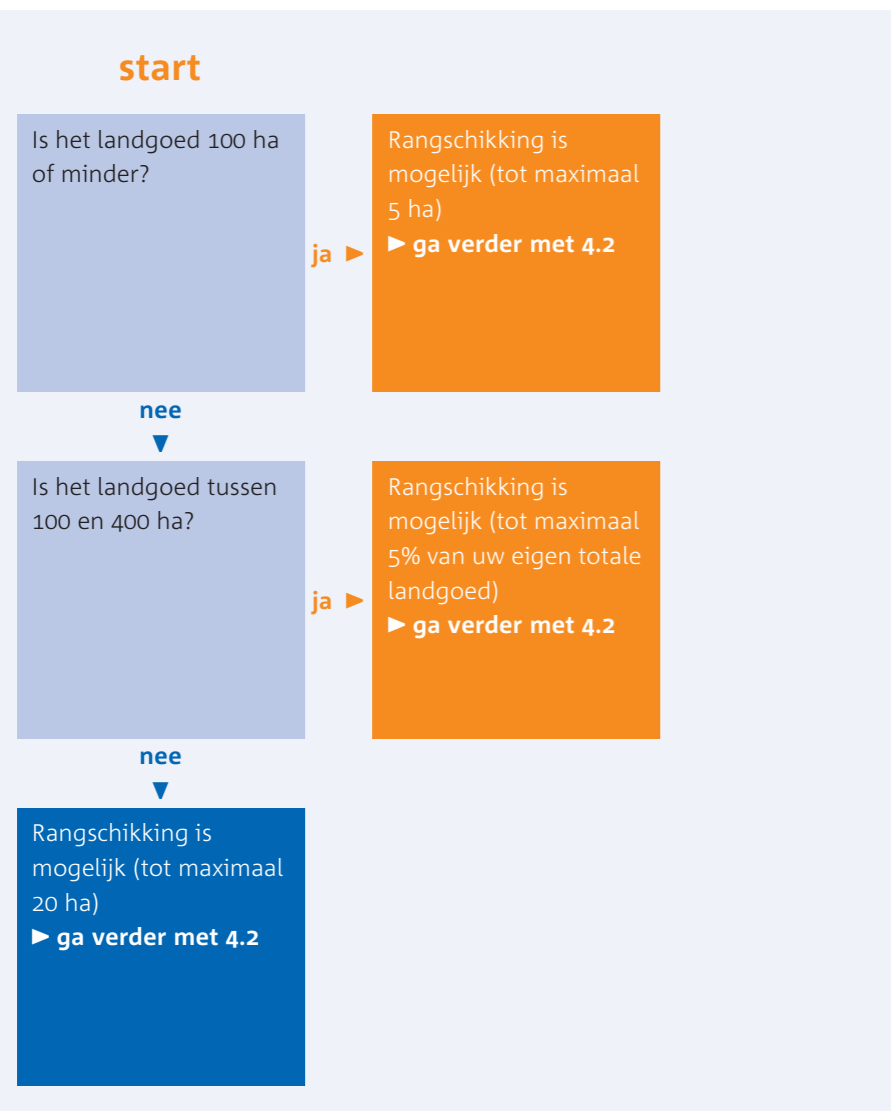 start
Is het landgoed 100 ha
of minder?
ja ►
Rangschikking is
mogelijk (tot maximaal
5 ha)
► ga verder met 4.2
nee
▼
Is het landgoed tussen
100 en 400 ha?
ja ►
Rangschikking is
mogelijk (tot maximaal
5% van uw eigen totale
landgoed)
► ga verder met 4.2
nee
▼
Rangschikking is
mogelijk (tot maximaal
20 ha)
► ga verder met 4.2